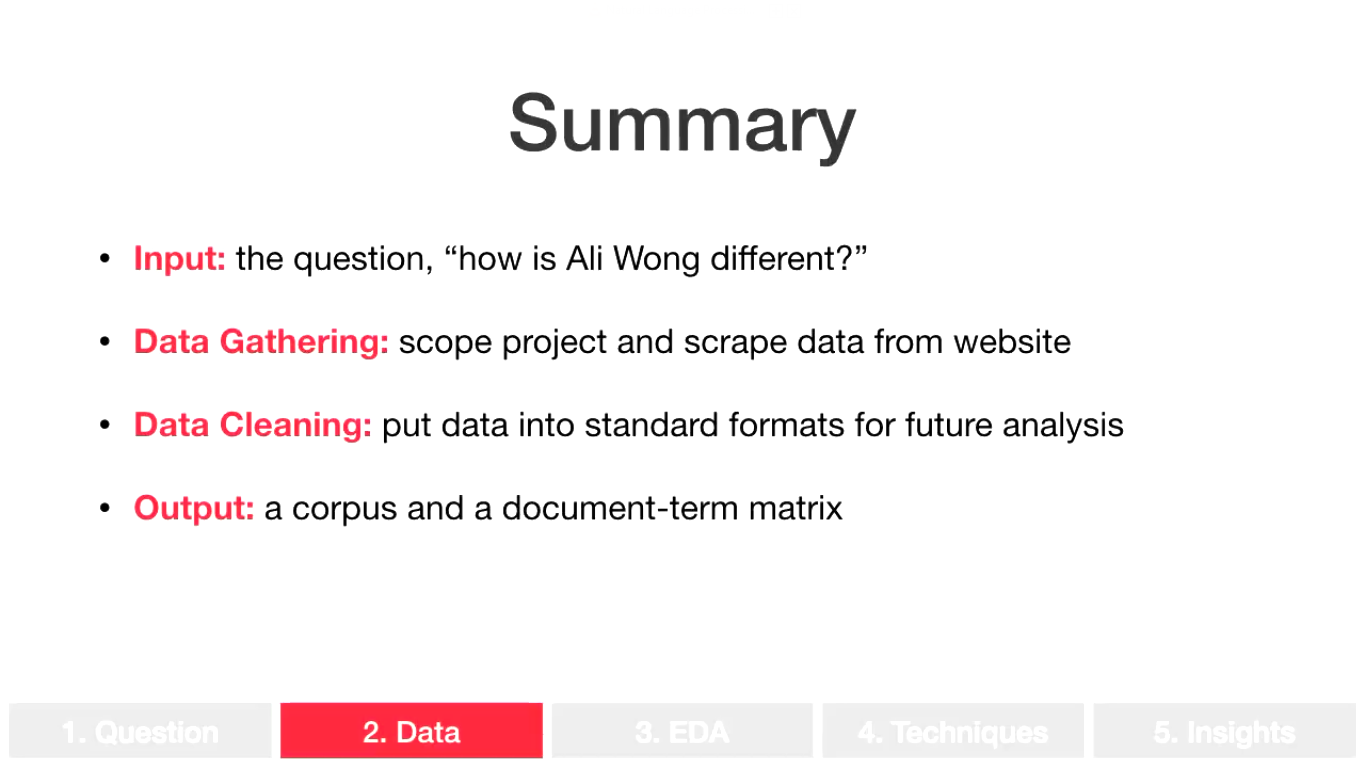 Summary
• Input: the question, “how is Ali Wong different?”
• Data Gathering: scope project and scrape data from website
• Data Cleaning: put data into standard formats for future analysis
• Output: a corpus and a document-term matrix
1. Question 2. Data 3. EDA 4. Techniques 5. Insights